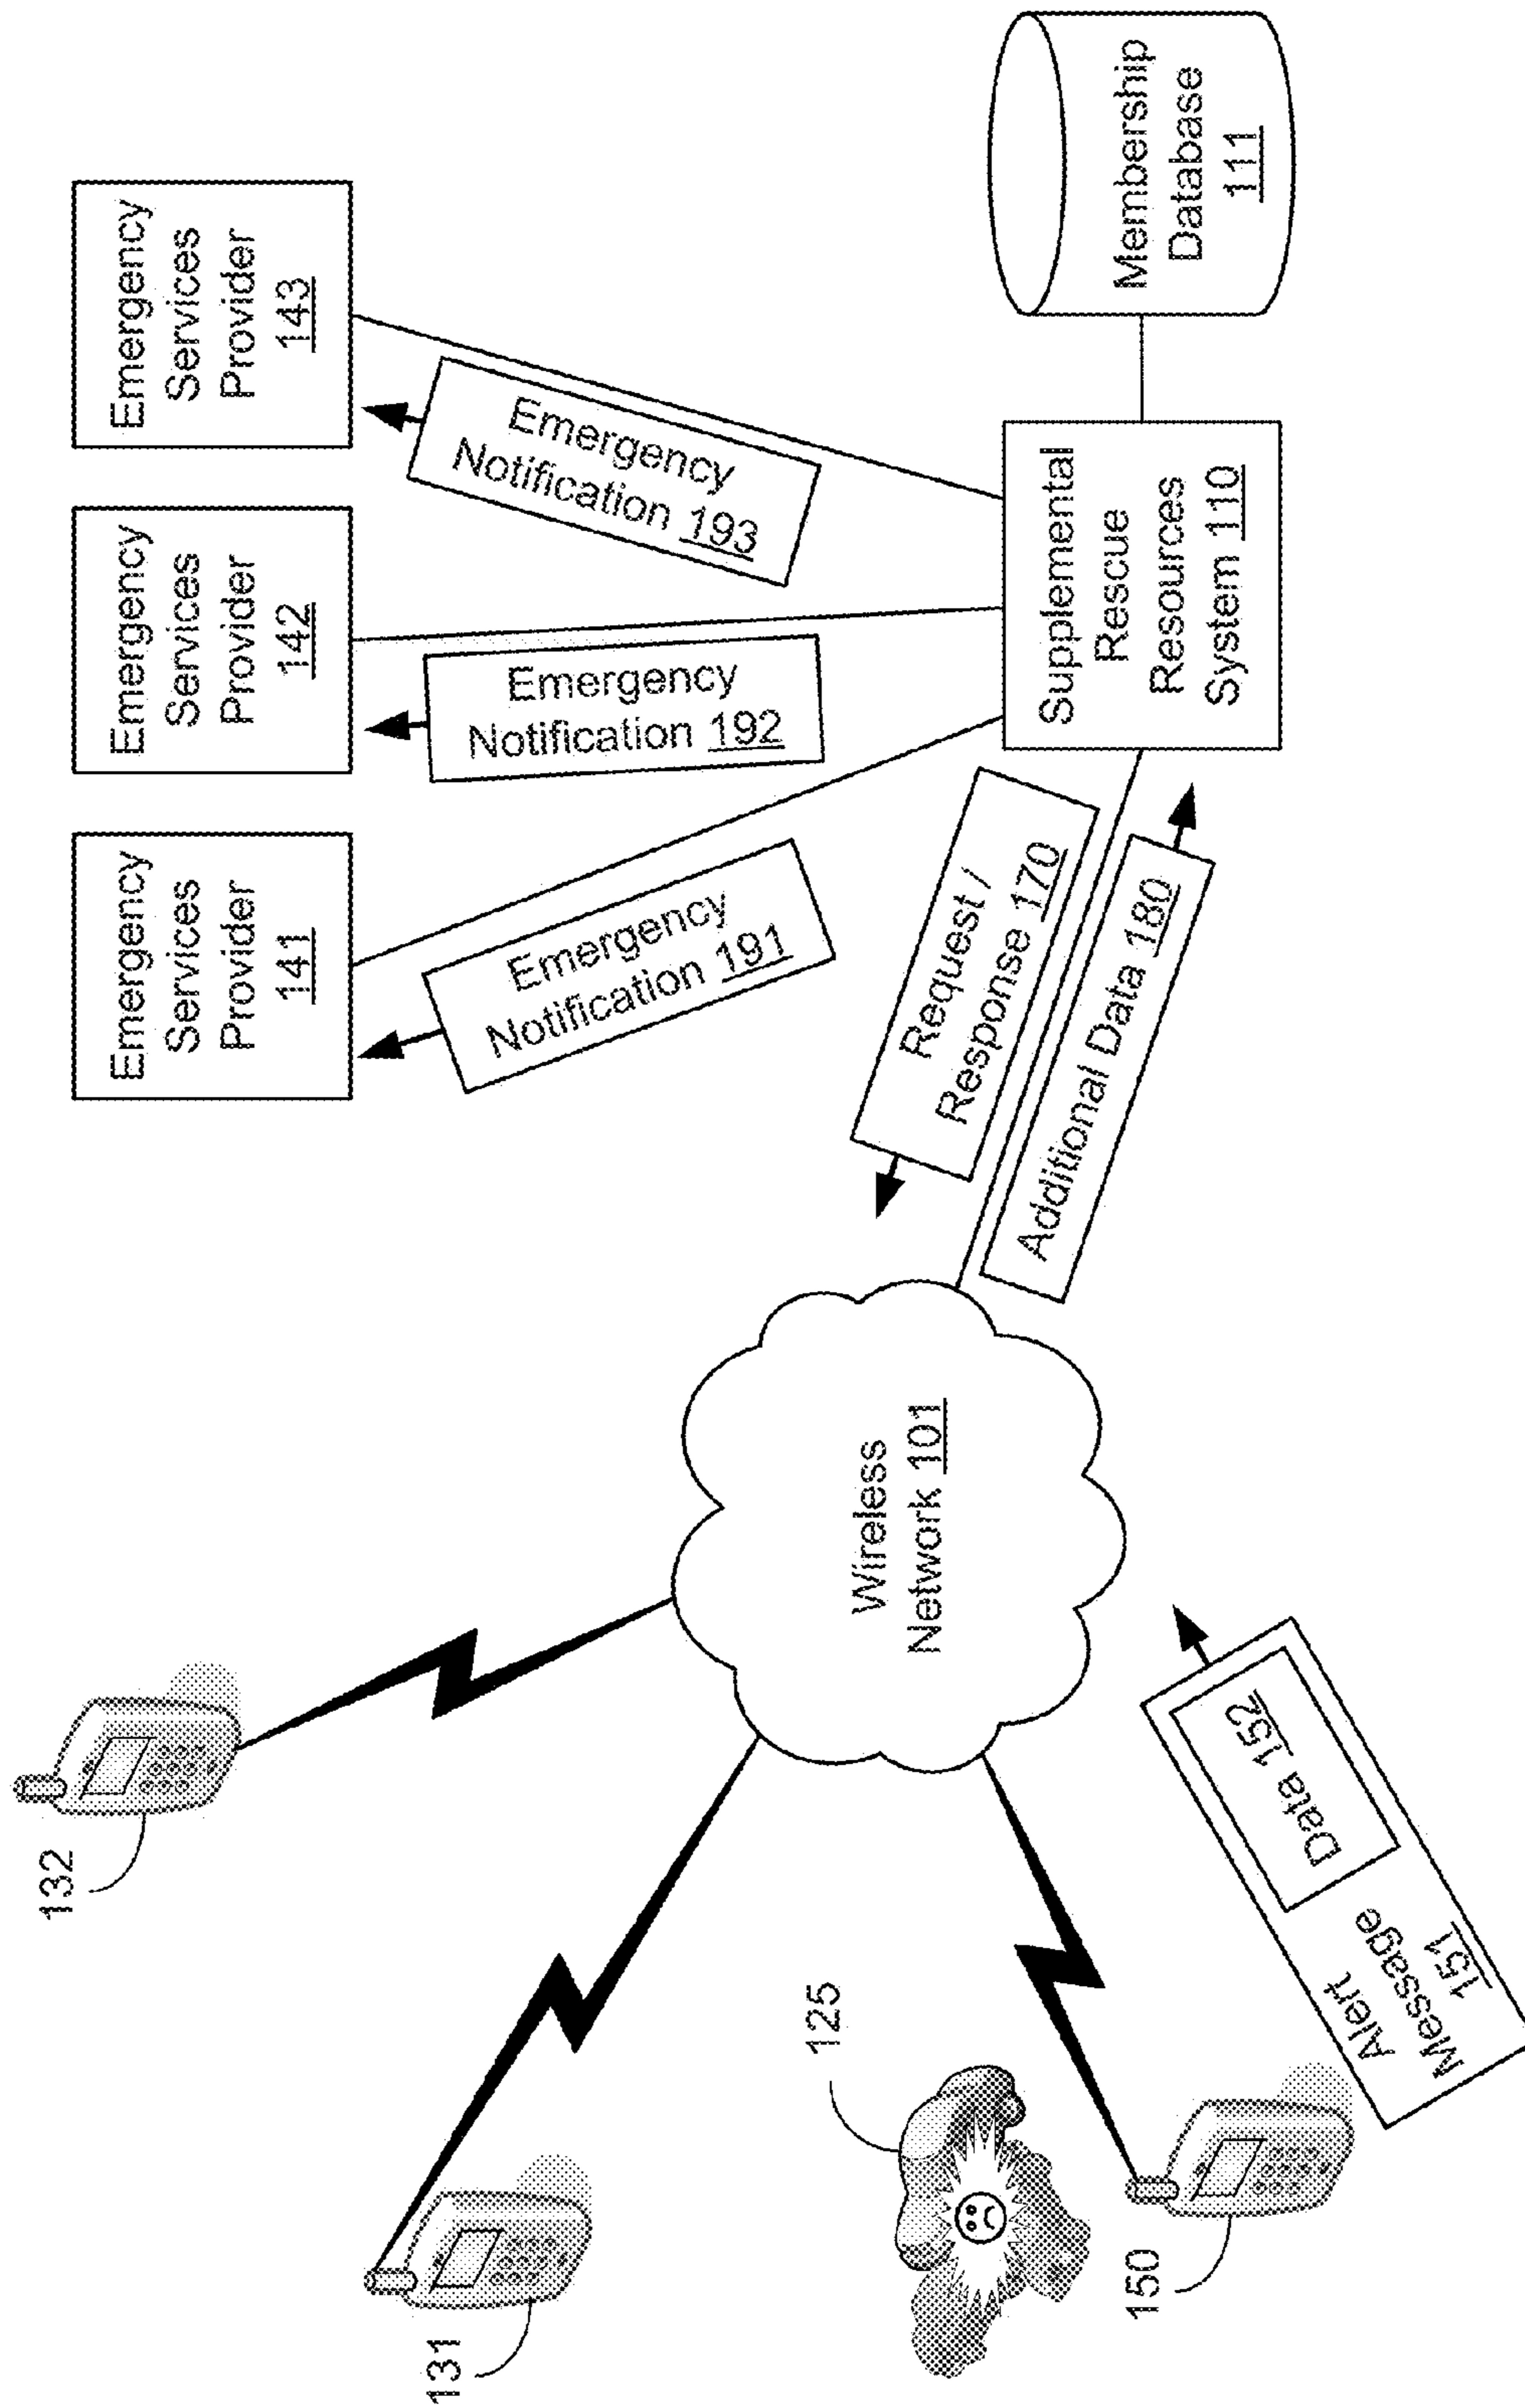 132
131
125
150
Wireless
Network 101
Alert
Message
151
Data 152
Emergency
Services
Provider
141
Emergency
Services
Provider
142
Emergency
Services
Provider
143
Emergency
Notification 191
Emergency
Notification 192
Emergency
Notification 193
Request /
Response 170
Additional Data 180
Supplemental
Rescue
Resources
System 110
Membership
Database
111